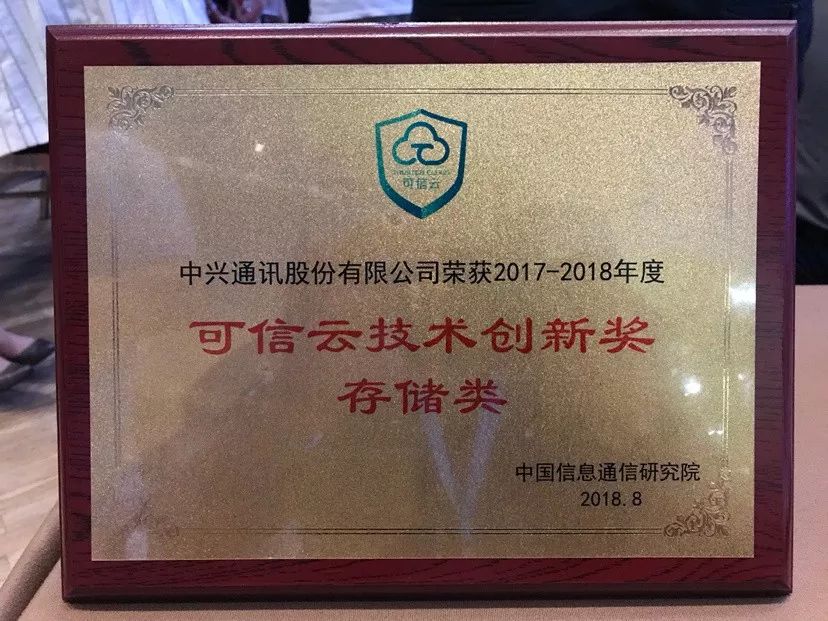 可信云
中兴通讯股份有限公司荣获2017-2018年度
可信云技术创新奖
存储类
中国信息通信研究院
2018.8